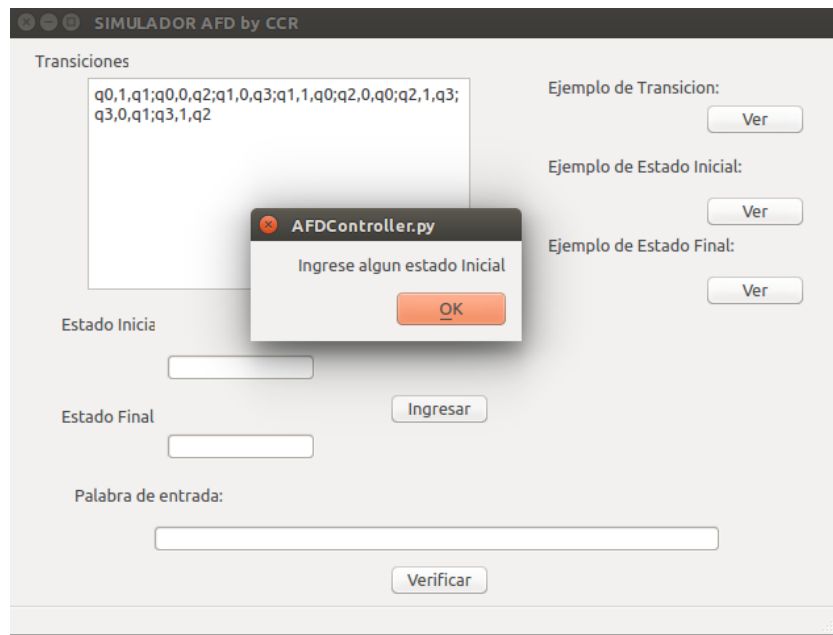 SIMULADOR AFD by CCR
Transiciones
q0,1,q1;q0,0,q2;q1,0,q3;q1,1,q0;q2,0,q0;q2,1,q3;
q3,0,q1;q3,1,q2
Ejemplo de Transicion:
Ver
Ejemplo de Estado Inicial:
Ver
Ejemplo de Estado Final:
Ver
AFDController.py
Ingrese algun estado Inicial
OK
Estado Inicia
Ingresar
Estado Final
Palabra de entrada:
Verificar